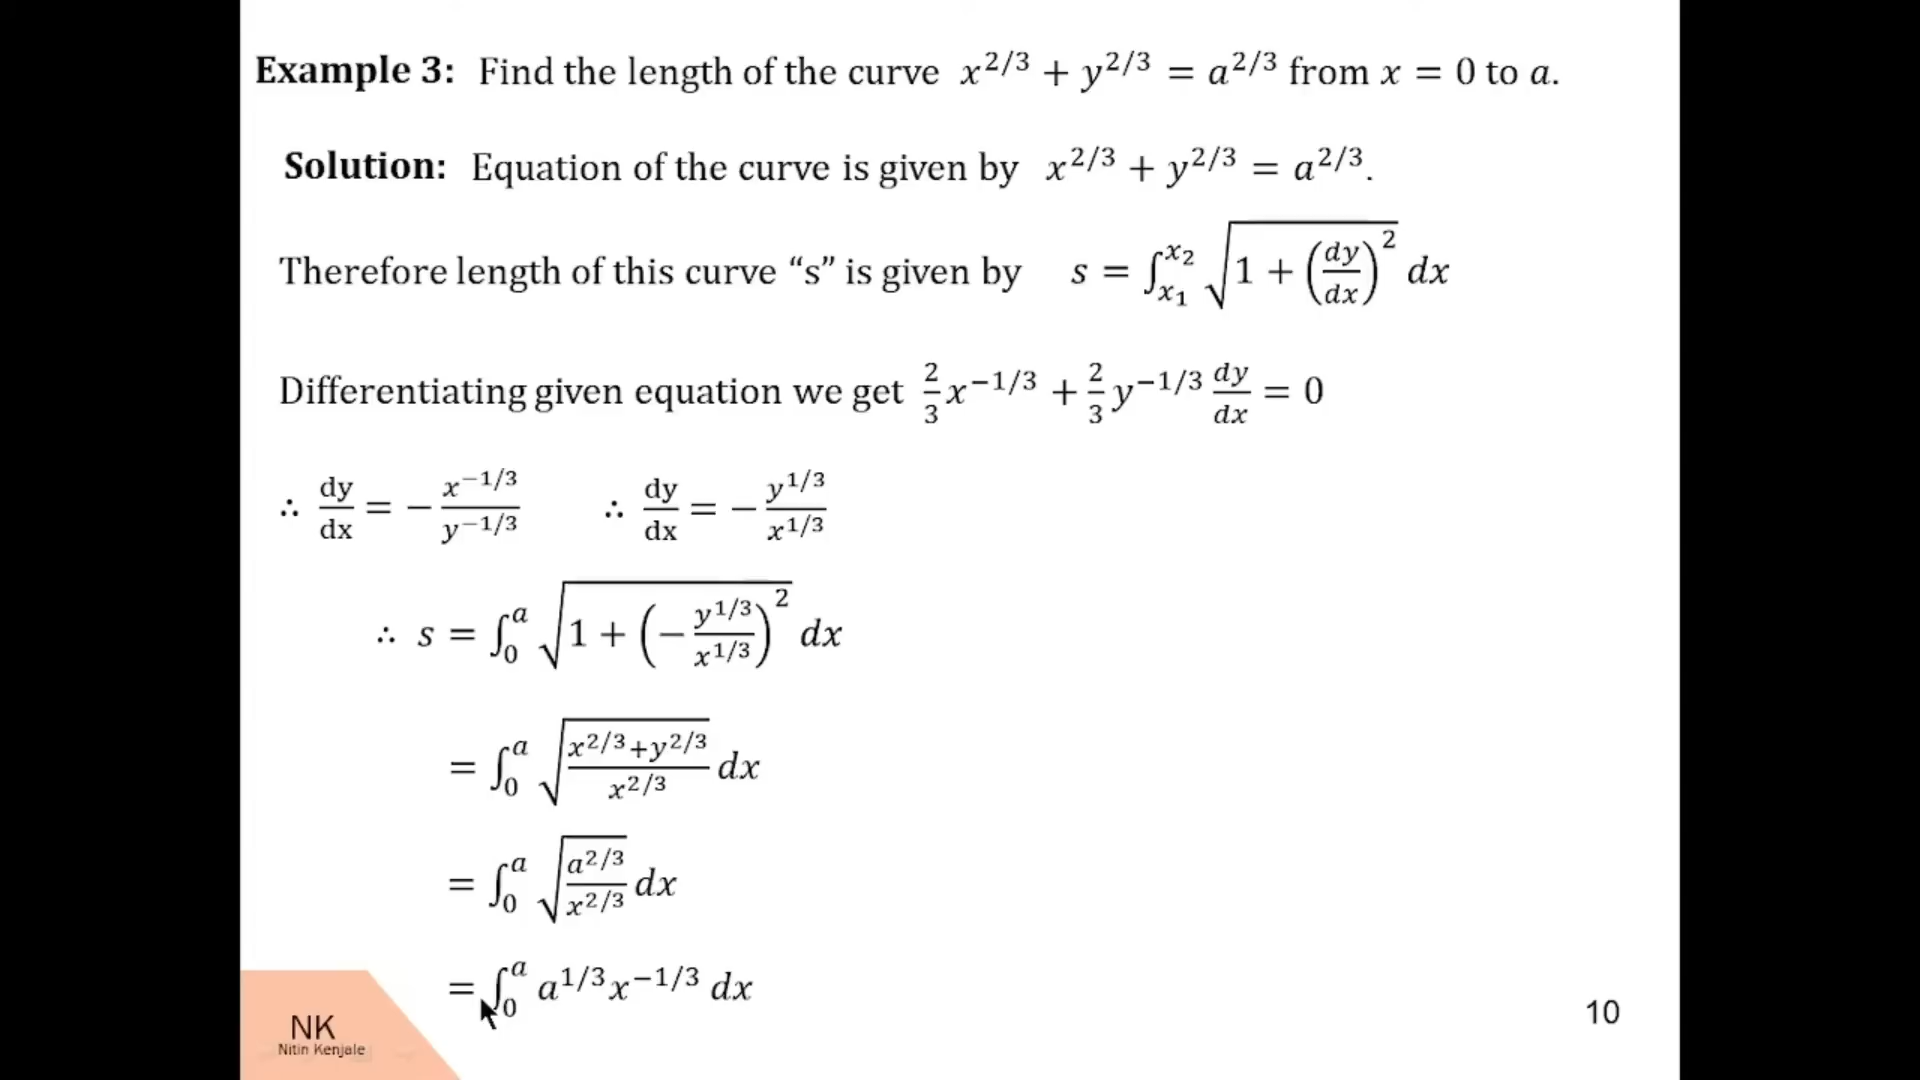 Example 3: Find the length of the curve x^{2/3} + y^{2/3} = a^{2/3} from x = 0 to a.
Solution: Equation of the curve is given by x^{2/3} + y^{2/3} = a^{2/3}.
Therefore length of this curve “s” is given by s = ∫_{x_1}^{x_2} √(1 + (dy/dx)^2) dx
Differentiating given equation we get 2/3 x^{−1/3} + 2/3 y^{−1/3} dy/dx = 0
∴ dy/dx = − x^{−1/3}/y^{−1/3} ∴ dy/dx = − y^{1/3}/x^{1/3}
∴ s = ∫_0^a √(1 + (− y^{1/3}/x^{1/3})^2) dx
= ∫_0^a √((x^{2/3}+y^{2/3})/x^{2/3}) dx
= ∫_0^a √(a^{2/3}/x^{2/3}) dx
= ∫_0^a a^{1/3}x^{−1/3} dx
NK
Nitin Kenjale
10